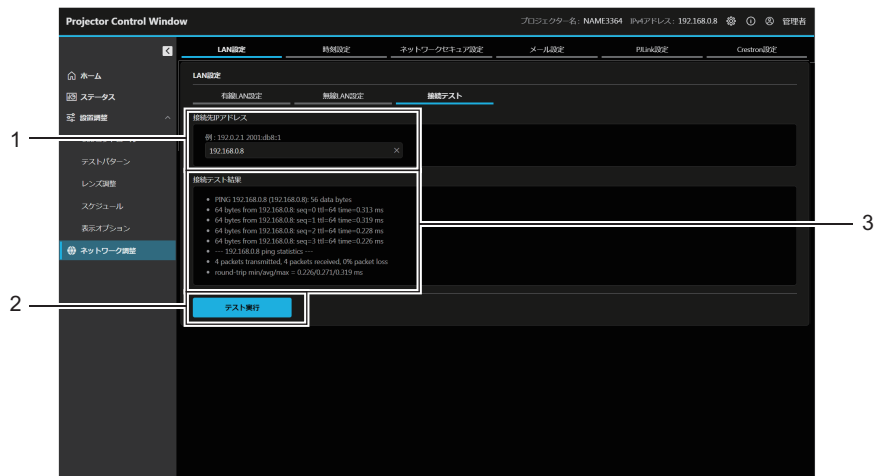 Projector Control Window
プロジェクター名: NAME3364 IPv4アドレス: 192.168.0.8 管理者
LAN設定 時刻設定 ネットワークセキュア設定 メール設定 PJLink設定 Crestron設定
ホーム
ステータス
設置調整
テストパターン
レンズ調整
スケジュール
表示オプション
ネットワーク調整
LAN設定
有線LAN設定 無線LAN設定 接続テスト
接続先IPアドレス
例 : 192.0.2.1 2001:db8::1
192.168.0.8
接続テスト結果
PING 192.168.0.8 (192.168.0.8): 56 data bytes
64 bytes from 192.168.0.8: seq=0 ttl=64 time=0.313 ms
64 bytes from 192.168.0.8: seq=1 ttl=64 time=0.319 ms
64 bytes from 192.168.0.8: seq=2 ttl=64 time=0.228 ms
64 bytes from 192.168.0.8: seq=3 ttl=64 time=0.226 ms
--- 192.168.0.8 ping statistics ---
4 packets transmitted, 4 packets received, 0% packet loss
round-trip min/avg/max = 0.226/0.271/0.319 ms
テスト実行
1
2
3